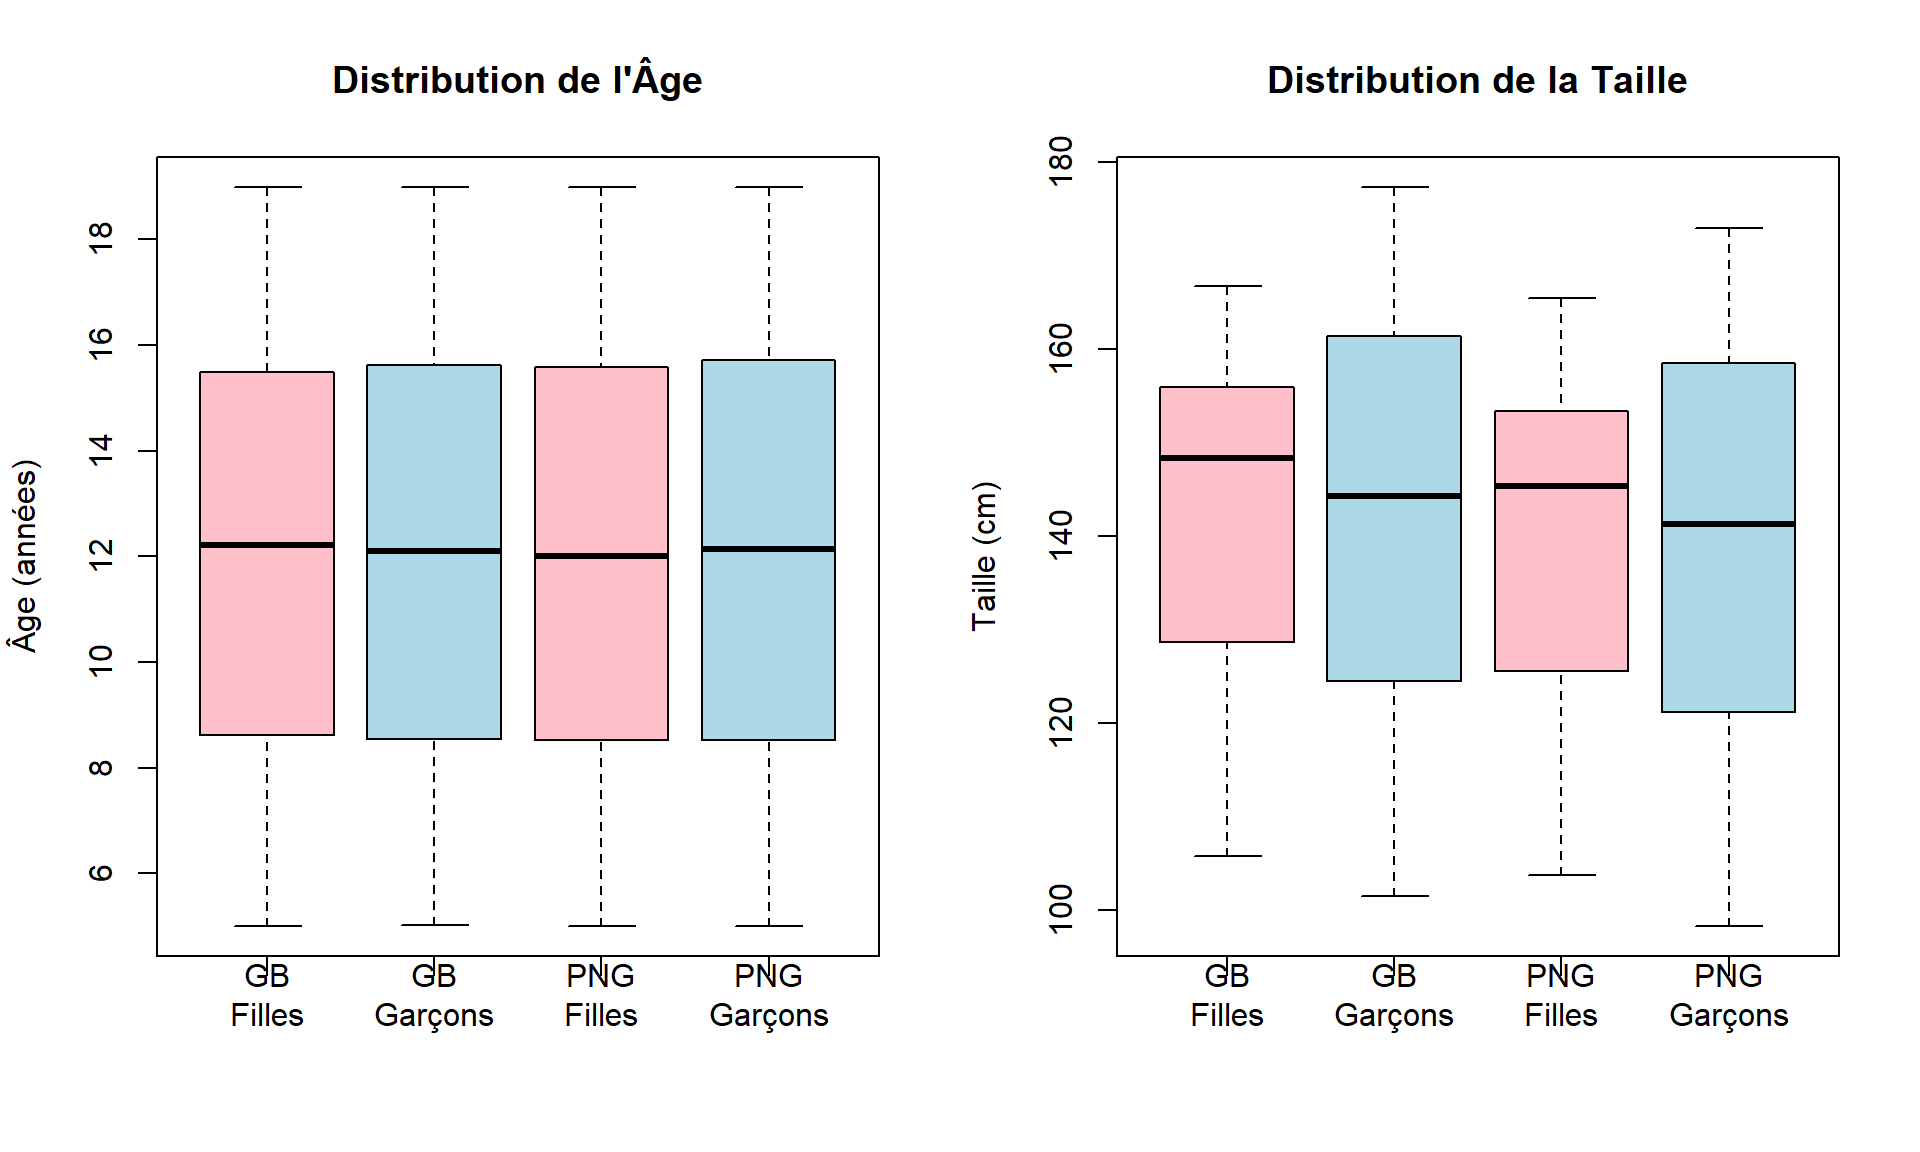 Distribution de l'Âge
Âge (années)
18
16
14
12
10
8
6
GB
Filles
GB
Garçons
PNG
Filles
PNG
Garçons
Distribution de la Taille
Taille (cm)
180
160
140
120
100
GB
Filles
GB
Garçons
PNG
Filles
PNG
Garçons